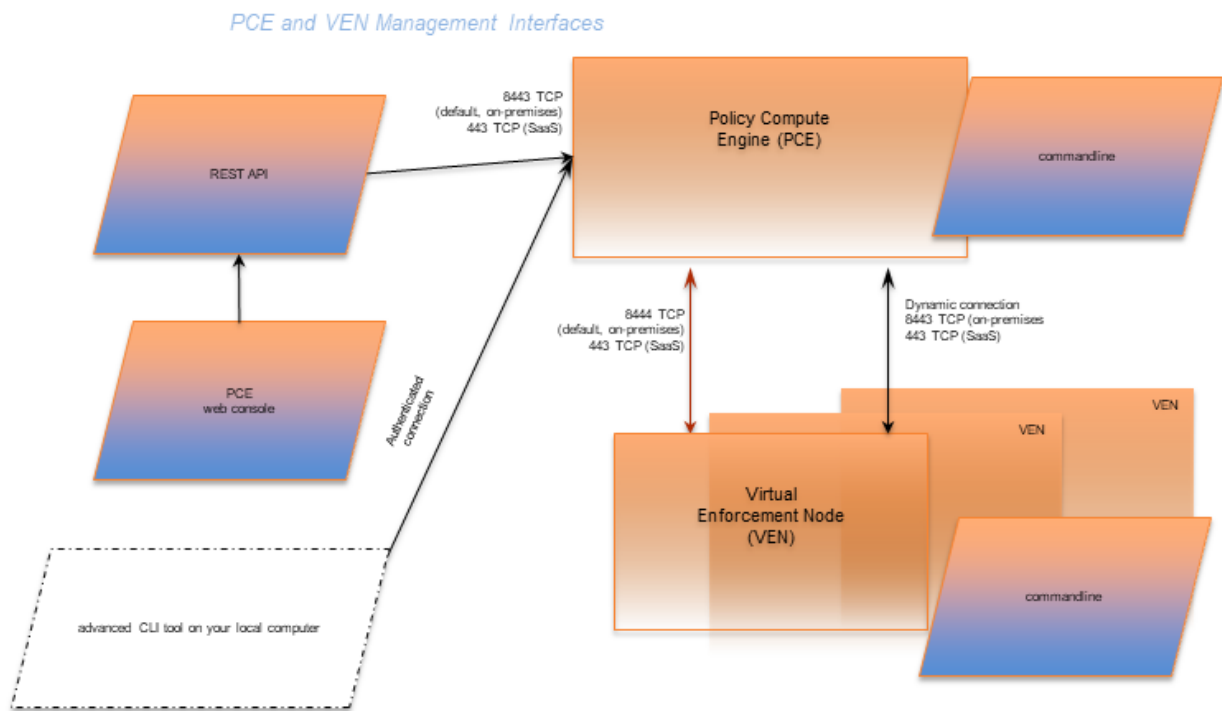 PCE and VEN Management Interfaces
8443 TCP
(default, on-premises)
443 TCP (SaaS)
Policy Compute
Engine (PCE)
commandline
REST API
8444 TCP
(default, on-premises)
443 TCP (SaaS)
Dynamic connection
8443 TCP (on-premises
443 TCP (SaaS)
PCE
web console
Authenticated
connection
VEN
VEN
Virtual
Enforcement Node
(VEN)
commandline
advanced CLI tool on your local computer